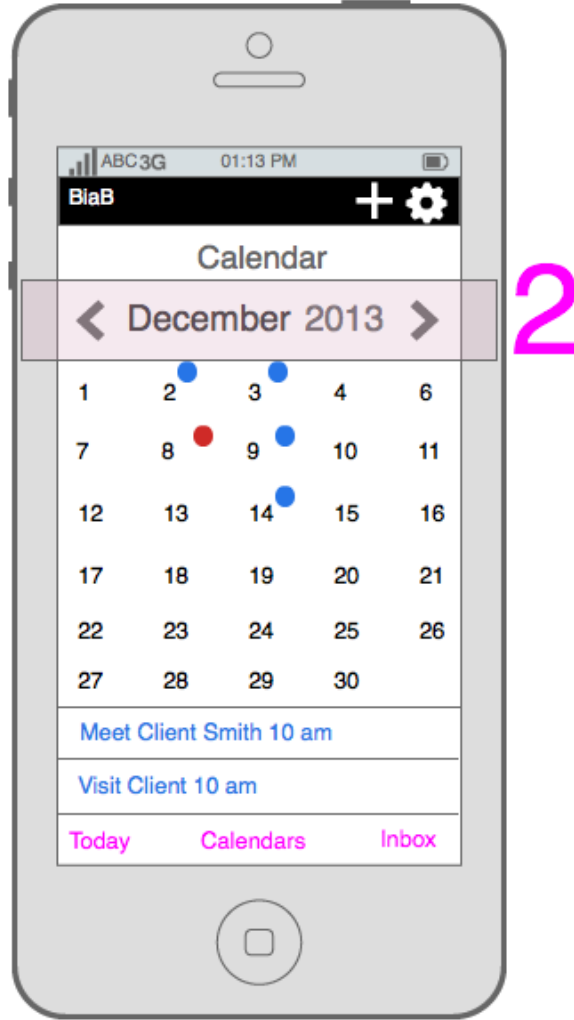 ABC 3G 01:13 PM
BiaB
Calendar
December 2013
2
1 2 3 4 6
7 8 9 10 11
12 13 14 15 16
17 18 19 20 21
22 23 24 25 26
27 28 29 30
Meet Client Smith 10 am
Visit Client 10 am
Today Calendars Inbox